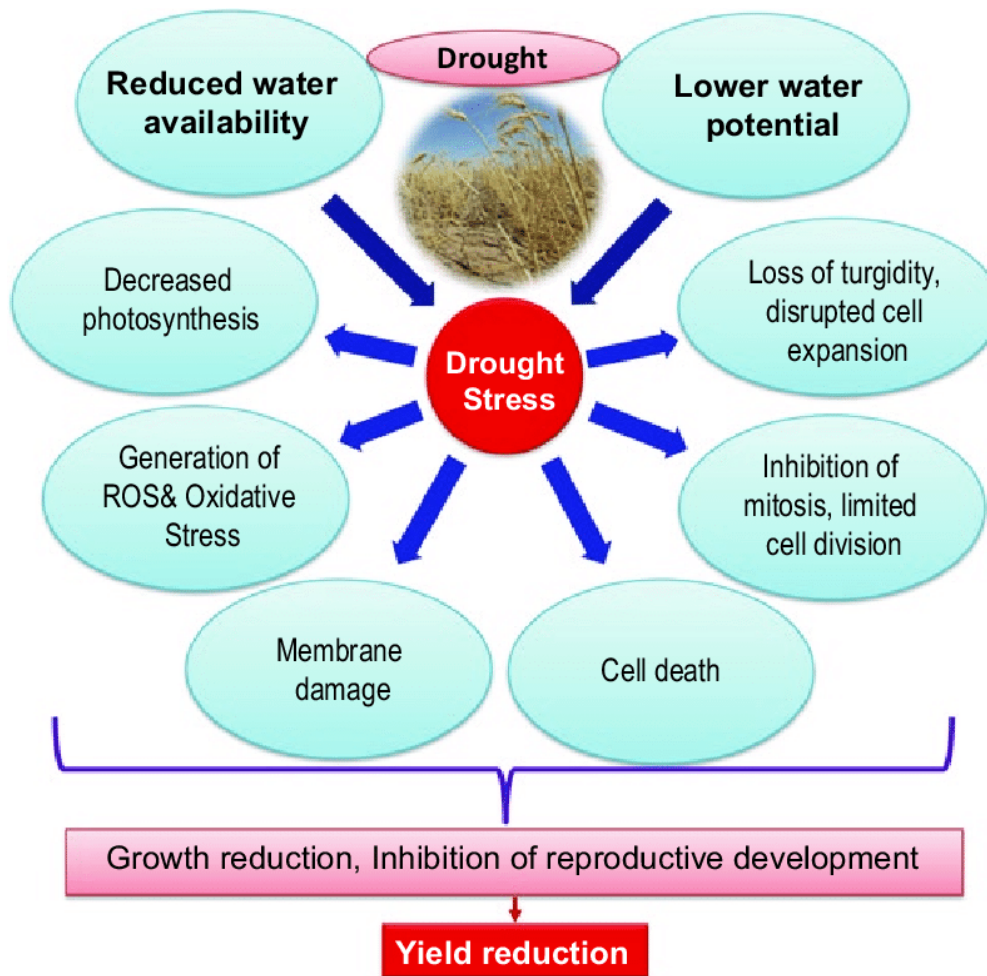 Drought
Reduced water
availability
Lower water
potential
Decreased
photosynthesis
Loss of turgidity,
disrupted cell
expansion
Drought
Stress
Generation of
ROS& Oxidative
Stress
Inhibition of
mitosis, limited
cell division
Membrane
damage
Cell death
Growth reduction, Inhibition of reproductive development
Yield reduction